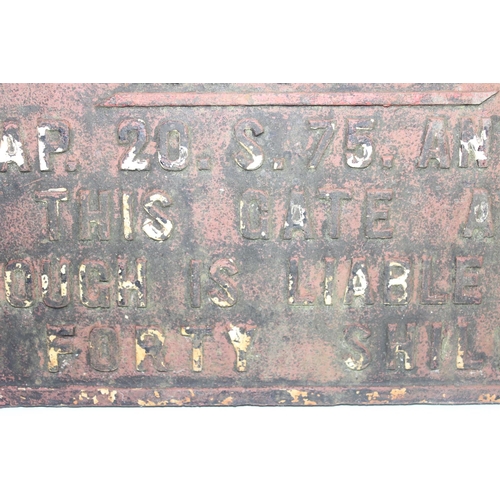 AP. 20. S. 75. AN
THIS GATE A
OUGH IS LIABLE
FORTY SHIL